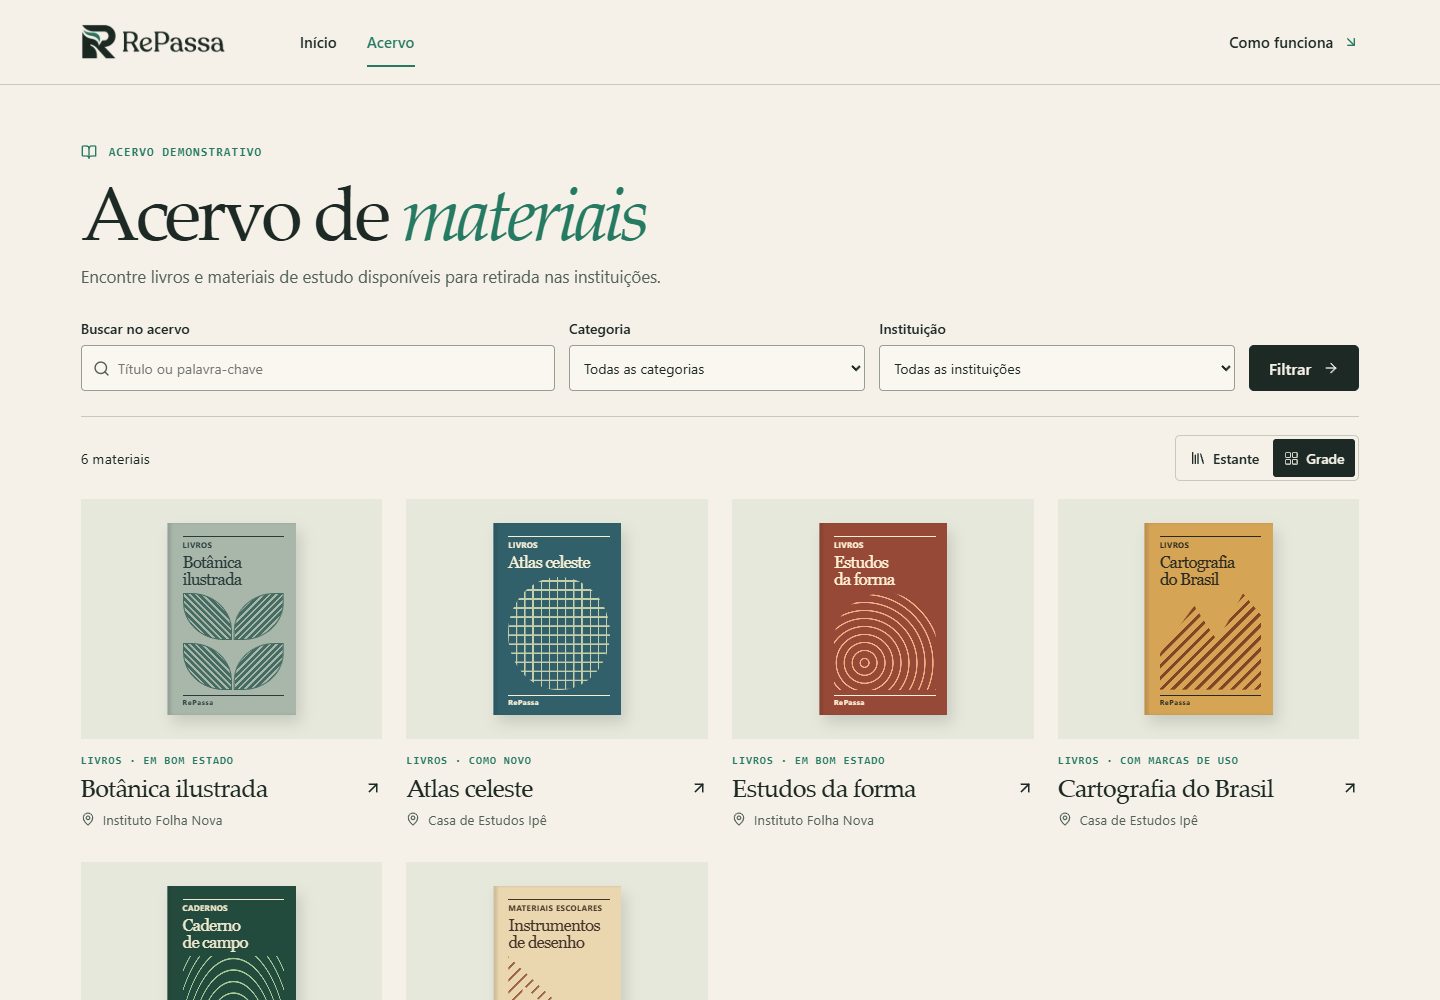 RePassa
Início
Acervo
Como funciona
ACERVO DEMONSTRATIVO
Acervo de materiais
Encontre livros e materiais de estudo disponíveis para retirada nas instituições.
Buscar no acervo
Categoria
Instituição
Título ou palavra-chave
Todas as categorias
Todas as instituições
Filtrar
6 materiais
Estante
Grade
LIVROS
Botânica
ilustrada
RePassa
LIVROS
Atlas celeste
RePassa
LIVROS
Estudos
da forma
RePassa
LIVROS
Cartografia
do Brasil
RePassa
LIVROS · EM BOM ESTADO
Botânica ilustrada
Instituto Folha Nova
LIVROS · COMO NOVO
Atlas celeste
Casa de Estudos Ipê
LIVROS · EM BOM ESTADO
Estudos da forma
Instituto Folha Nova
LIVROS · COM MARCAS DE USO
Cartografia do Brasil
Casa de Estudos Ipê
CADERNOS
Caderno
de campo
MATERIAIS ESCOLARES
Instrumentos
de desenho